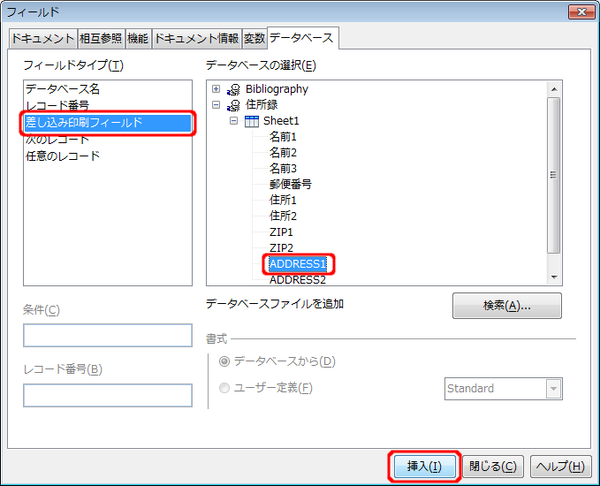 フィールド
ドキュメント 相互参照 機能 ドキュメント情報 変数 データベース
フィールドタイプ(T)
データベース名
レコード番号
差し込み印刷フィールド
次のレコード
任意のレコード
データベースの選択(E)
Bibliography
住所録
Sheet1
名前1
名前2
名前3
郵便番号
住所1
住所2
ZIP1
ZIP2
ADDRESS1
ADDRESS2
条件(C)
レコード番号(B)
データベースファイルを追加
検索(A)...
書式
データベースから(D)
ユーザー定義(F)
Standard
挿入(I) 閉じる(C) ヘルプ(H)